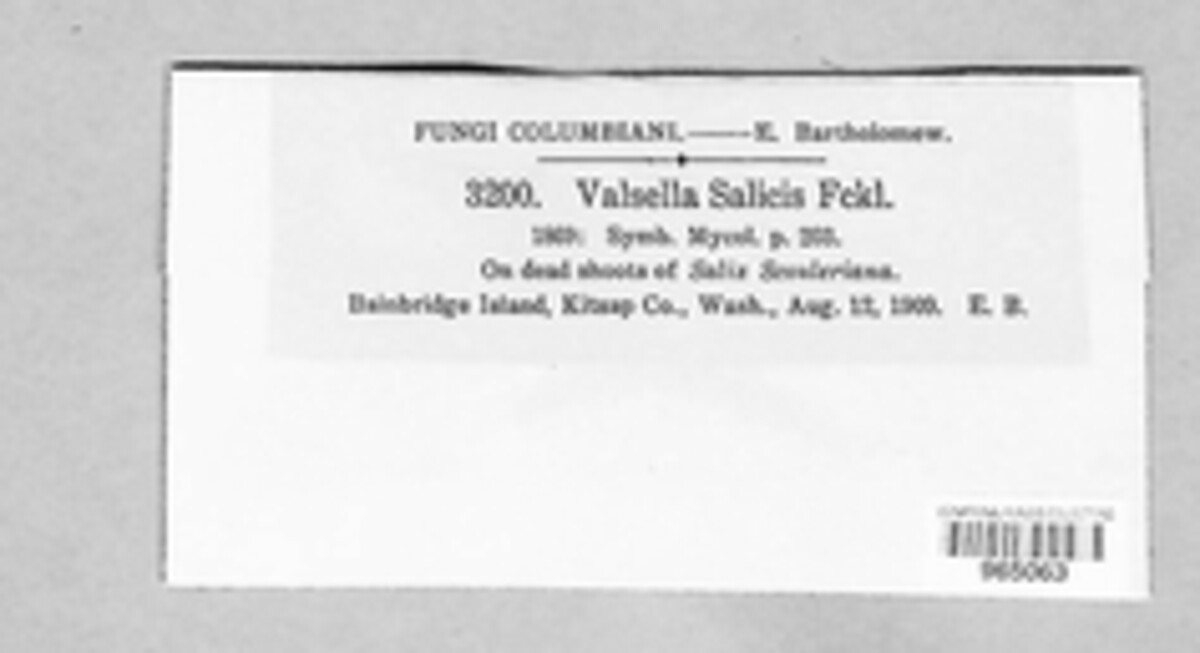 FUNGI COLUMBIANI.——E. Bartholomew.
3200. Valsella Salicis Fckl.
1869: Symb. Mycol. p. 203.
On dead shoots of Salix Scouleriana.
Bainbridge Island, Kitsap Co., Wash., Aug. 12, 1909. E. B.
965063